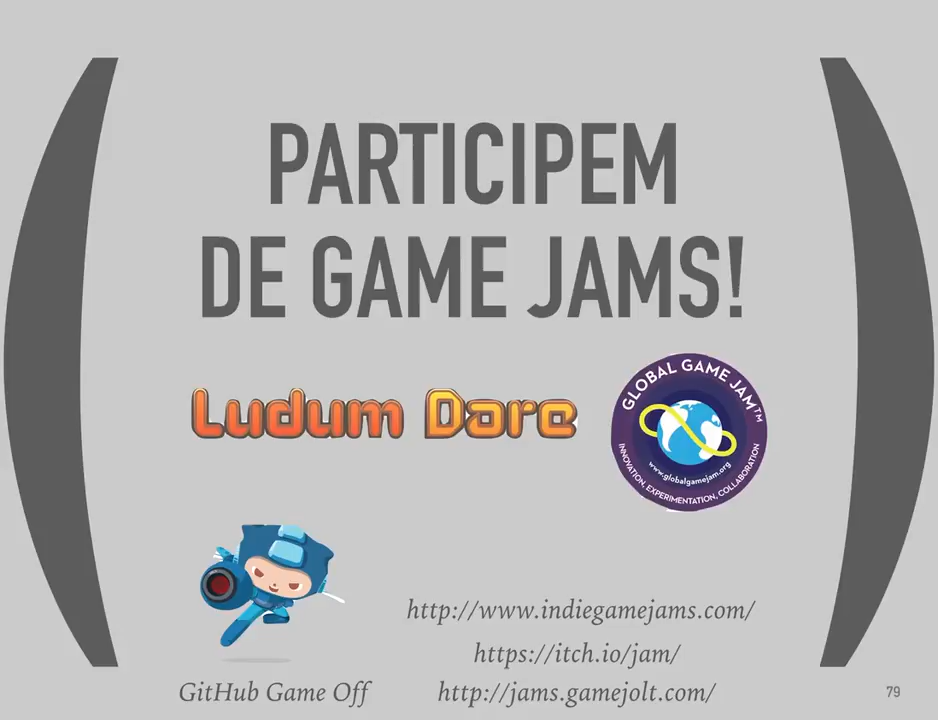 PARTICIPEM
DE GAME JAMS!
Ludum Dare
GLOBAL GAME JAM™
www.globalgamejam.org
INNOVATION, EXPERIMENTATION, COLLABORATION
http://www.indiegamejams.com/
https://itch.io/jam/
GitHub Game Off
http://jams.gamejolt.com/
79